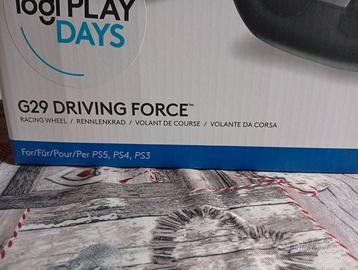 logi PLAY
DAYS
G29 DRIVING FORCE™
RACING WHEEL / RENNLENKRAD / VOLANT DE COURSE / VOLANTE DA CORSA
For/Für/Pour/Per PS5, PS4, PS3